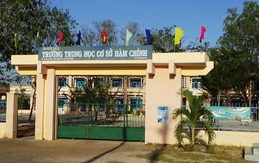 TRƯỜNG TRUNG HỌC CƠ SỞ HÀM CHÍNH